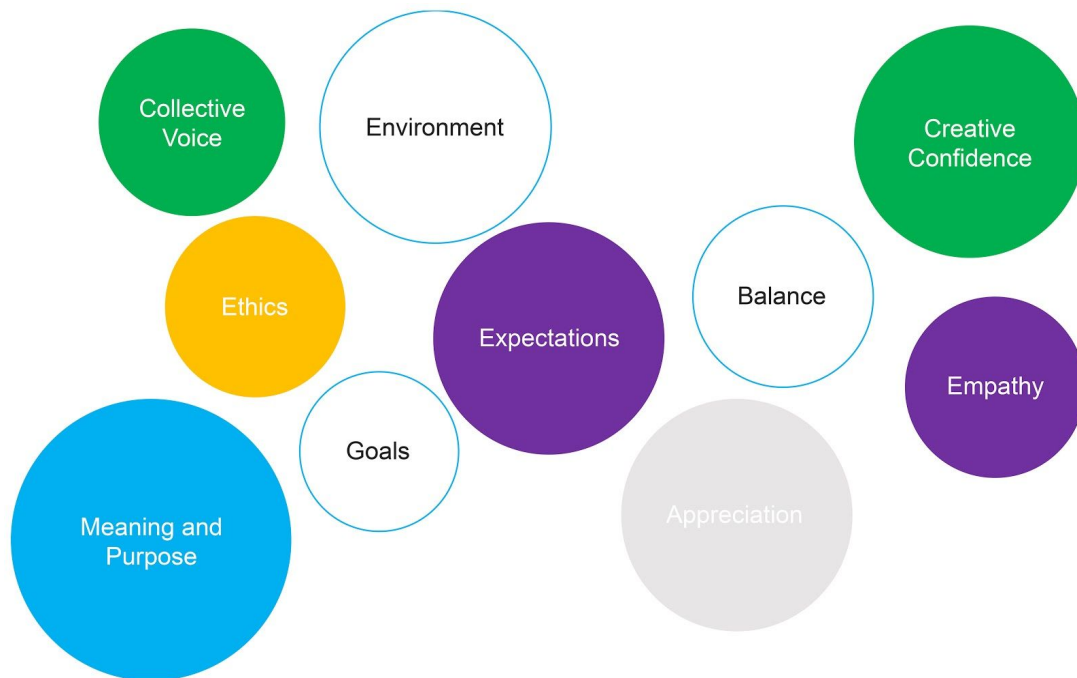 Collective
Voice
Environment
Creative
Confidence
Ethics
Expectations
Balance
Empathy
Goals
Meaning and
Purpose
Appreciation